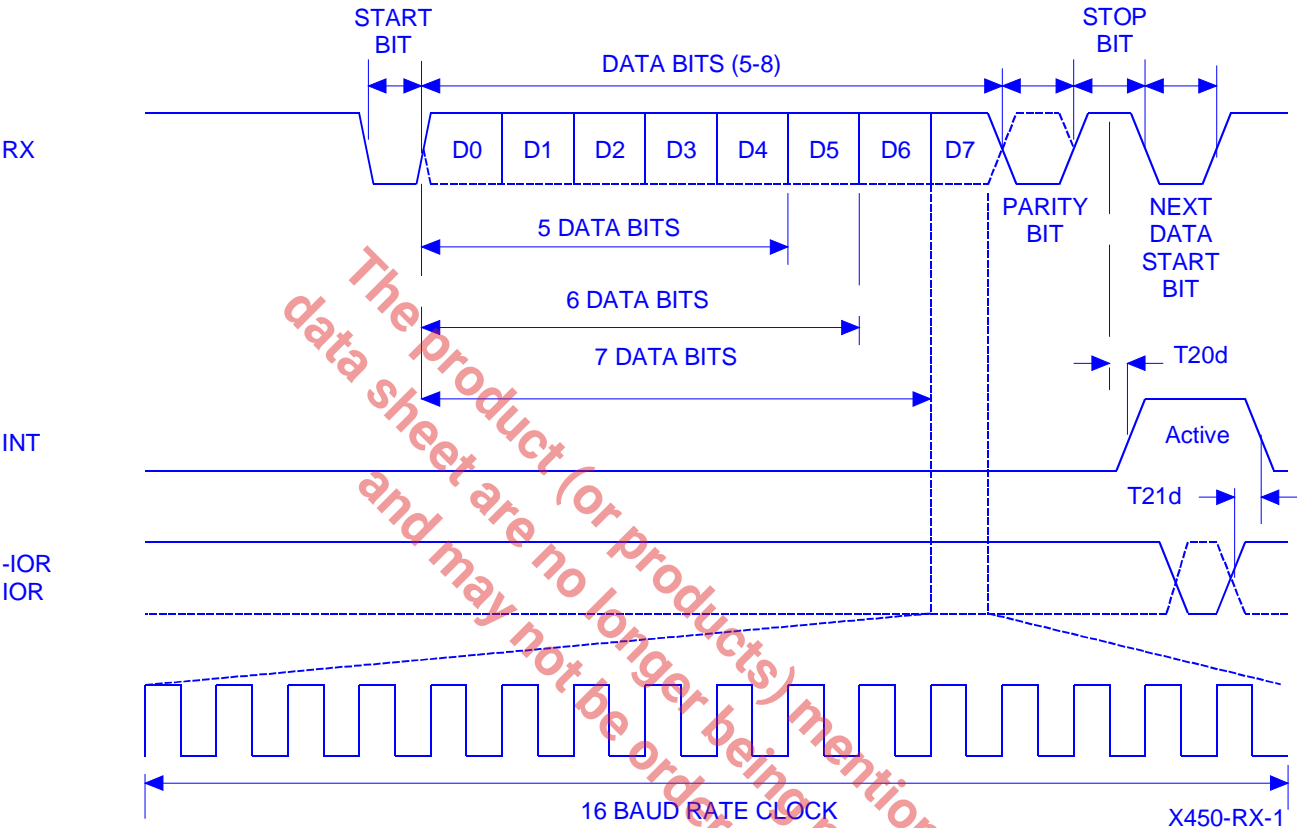 START
BIT
STOP
BIT
DATA BITS (5-8)
RX
D0 D1 D2 D3 D4 D5 D6 D7
PARITY
BIT
NEXT
DATA
START
BIT
5 DATA BITS
6 DATA BITS
7 DATA BITS
T20d
INT
Active
T21d
-IOR
IOR
16 BAUD RATE CLOCK
X450-RX-1
The product (or products) mention
data sheet are no longer being
and may not be order